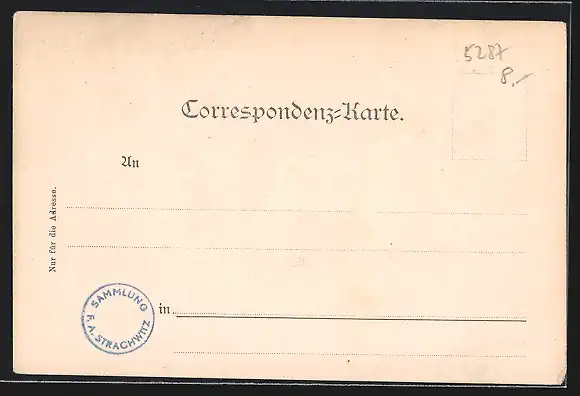 5287
8,-
Correspondenz-Karte.
An
Nur für die Adresse.
SAMMLUNG
F. A. STRACHWITZ
in